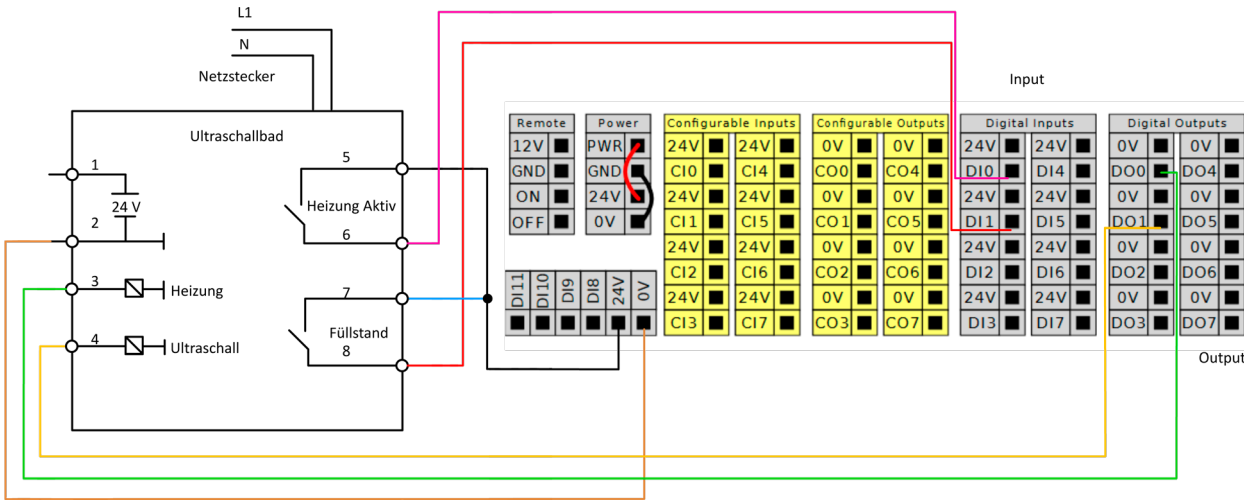 L1
N
Netzstecker
Input
Ultraschallbad
1
24 V
2
3
Heizung
4
Ultraschall
5
Heizung Aktiv
6
7
Füllstand
8
Remote
12V
GND
ON
OFF
Power
PWR
GND
24V
0V
DI11 DI10 DI9 DI8 24V 0V
Configurable Inputs
24V 24V
CI0 CI4
24V 24V
CI1 CI5
24V 24V
CI2 CI6
24V 24V
CI3 CI7
Configurable Outputs
0V 0V
CO0 CO4
0V 0V
CO1 CO5
0V 0V
CO2 CO6
0V 0V
CO3 CO7
Digital Inputs
24V 24V
DI0 DI4
24V 24V
DI1 DI5
24V 24V
DI2 DI6
24V 24V
DI3 DI7
Digital Outputs
0V 0V
DO0 DO4
0V 0V
DO1 DO5
0V 0V
DO2 DO6
0V 0V
DO3 DO7
Output